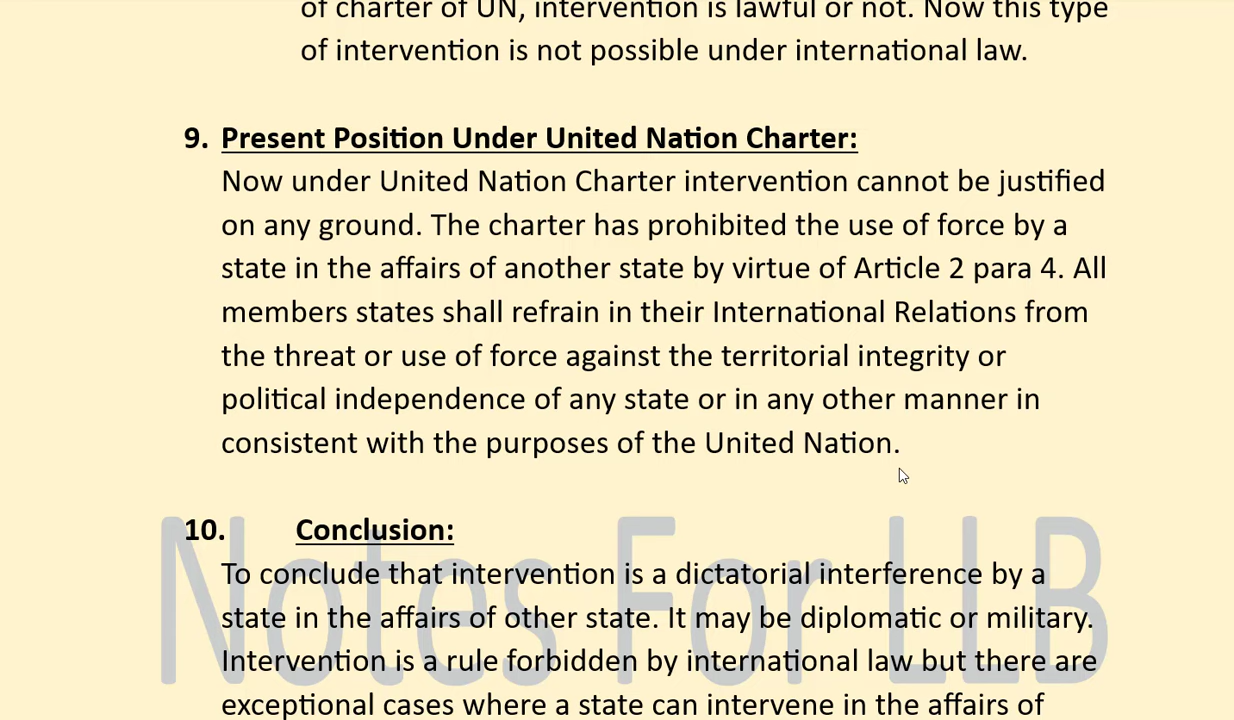 of charter of UN, intervention is lawful or not. Now this type
of intervention is not possible under international law.
9. Present Position Under United Nation Charter:
Now under United Nation Charter intervention cannot be justified
on any ground. The charter has prohibited the use of force by a
state in the affairs of another state by virtue of Article 2 para 4. All
members states shall refrain in their International Relations from
the threat or use of force against the territorial integrity or
political independence of any state or in any other manner in
consistent with the purposes of the United Nation.
10. Conclusion:
Notes For LLB
To conclude that intervention is a dictatorial interference by a
state in the affairs of other state. It may be diplomatic or military.
Intervention is a rule forbidden by international law but there are
exceptional cases where a state can intervene in the affairs of